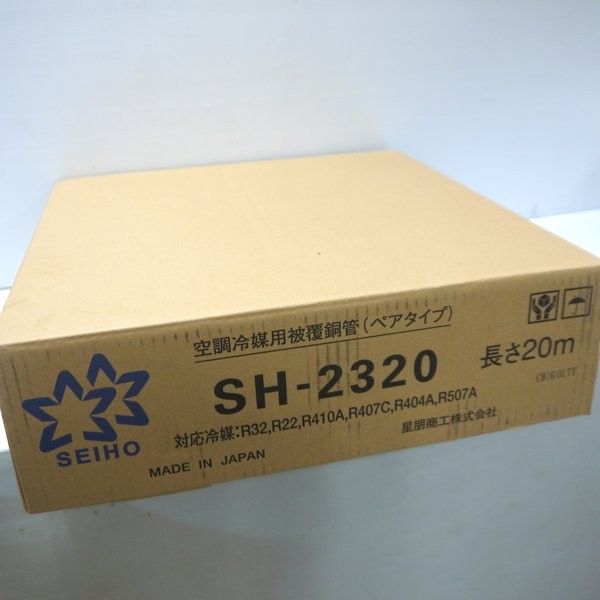 空調冷媒用被覆銅管(ペアタイプ)
SH-2320
長さ20m
対応冷媒:R32,R22,R410A,R407C,R404A,R507A
星朋商工株式会社
SEIHO
MADE IN JAPAN